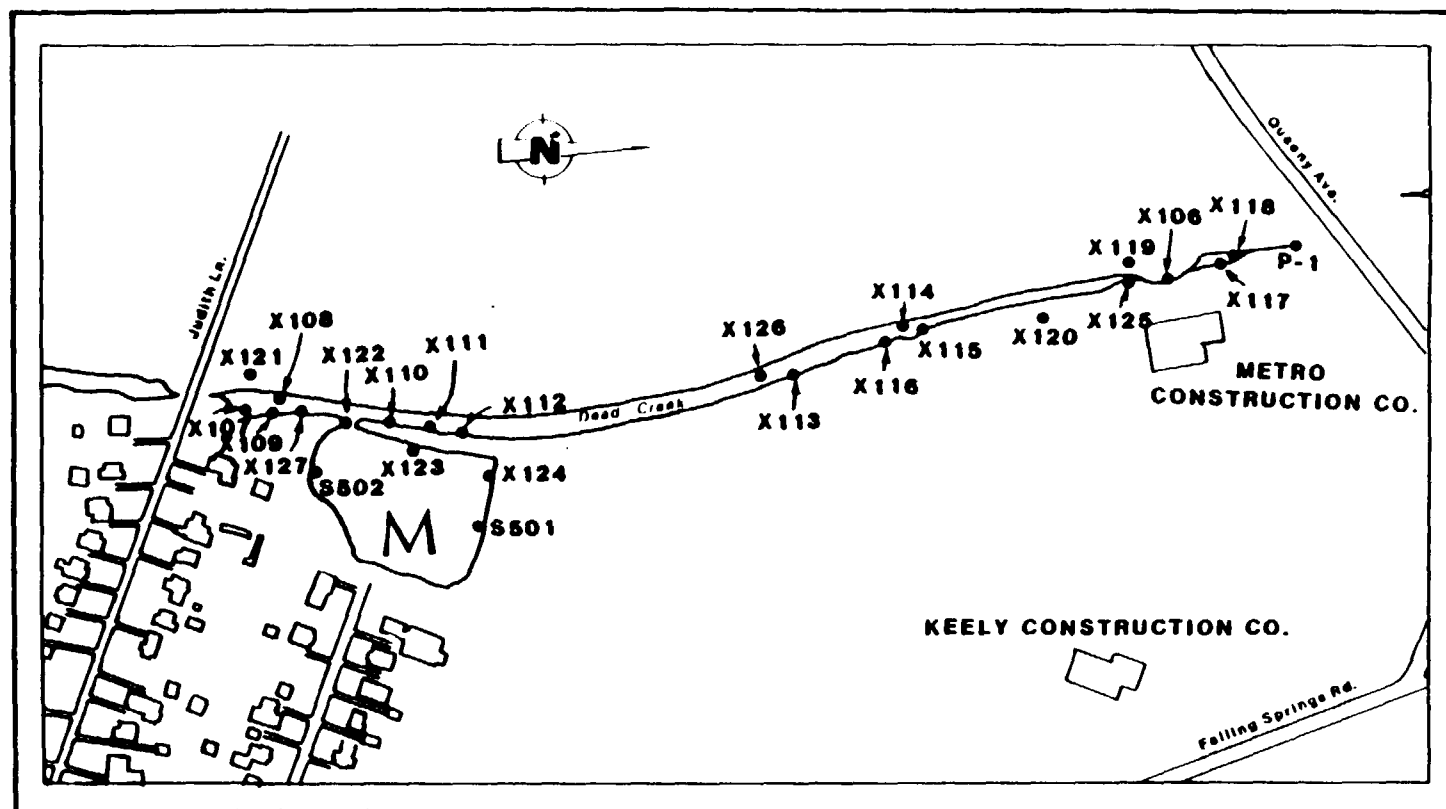 Queeny Ave.
N
Judith Ln.
X118
X106
X119
P-1
X117
X125
X114
X120
X126
X115
X116
METRO
CONSTRUCTION CO.
X108
X121
X111
X122
X110
X112
Dead Creek
X113
X107
X109
X127
X123
X124
S502
S501
M
KEELY CONSTRUCTION CO.
Falling Springs Rd.